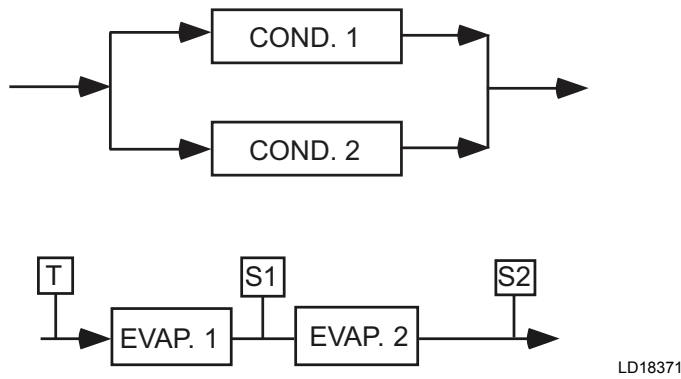 COND. 1
COND. 2
T
S1
S2
EVAP. 1
EVAP. 2
LD18371